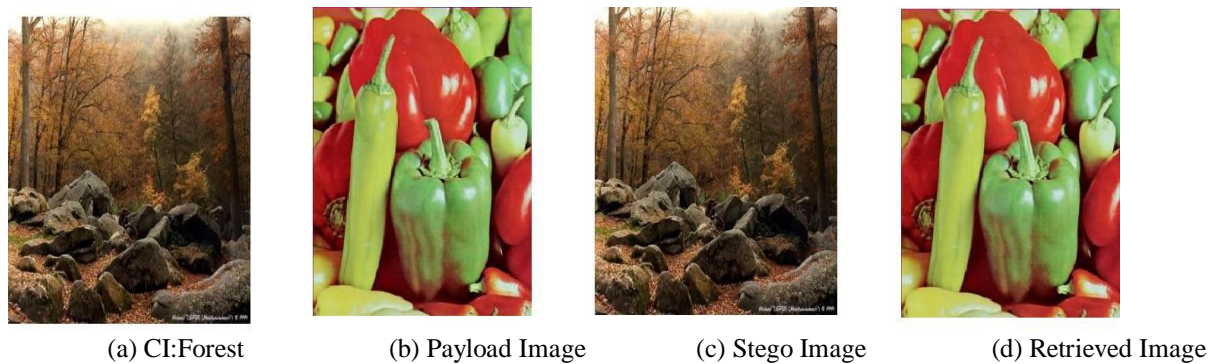 (a) CI:Forest
(b) Payload Image
(c) Stego Image
(d) Retrieved Image